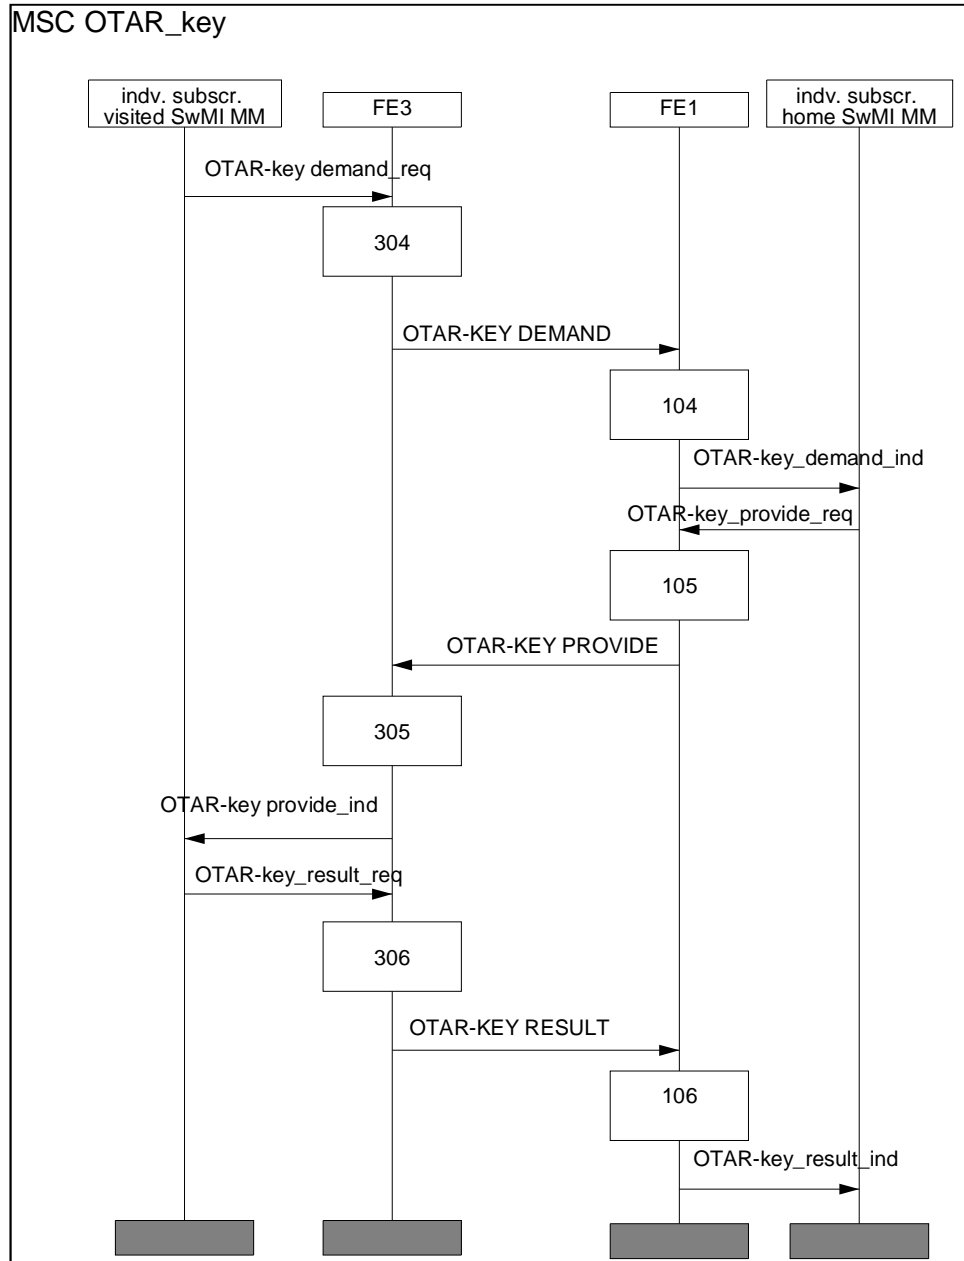 MSC OTAR_key
indv. subscr.
visited SwMI MM
FE3
FE1
indv. subscr.
home SwMI MM
OTAR-key demand_req
304
OTAR-KEY DEMAND
104
OTAR-key_demand_ind
OTAR-key_provide_req
105
OTAR-KEY PROVIDE
305
OTAR-key provide_ind
OTAR-key_result_req
306
OTAR-KEY RESULT
106
OTAR-key_result_ind